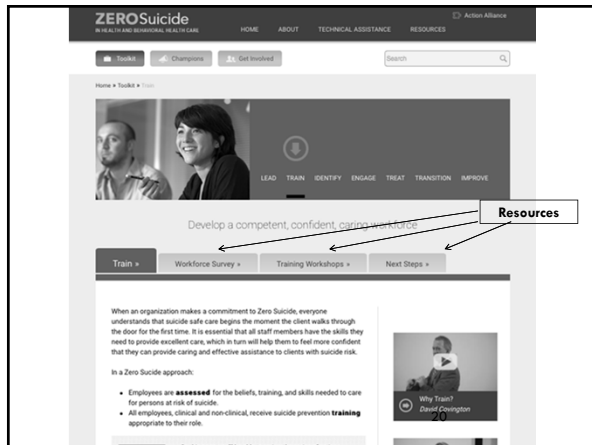 ZEROSuicide
IN HEALTH AND BEHAVIORAL HEALTH CARE
HOME ABOUT TECHNICAL ASSISTANCE RESOURCES
Action Alliance
Toolkit Champions Get Involved
Search
Home » Toolkit » Train
LEAD TRAIN IDENTIFY ENGAGE TREAT TRANSITION IMPROVE
Develop a competent, confident, caring workforce
Resources
Train » Workforce Survey » Training Workshops » Next Steps »
When an organization makes a commitment to Zero Suicide, everyone
understands that suicide safe care begins the moment the client walks through
the door for the first time. It is essential that all staff members have the skills they
need to provide excellent care, which in turn will help them to feel more confident
that they can provide caring and effective assistance to clients with suicide risk.
In a Zero Sucide approach:
• Employees are assessed for the beliefs, training, and skills needed to care
for persons at risk of suicide.
• All employees, clinical and non-clinical, receive suicide prevention training
appropriate to their role.
Why Train?
David Covington
20